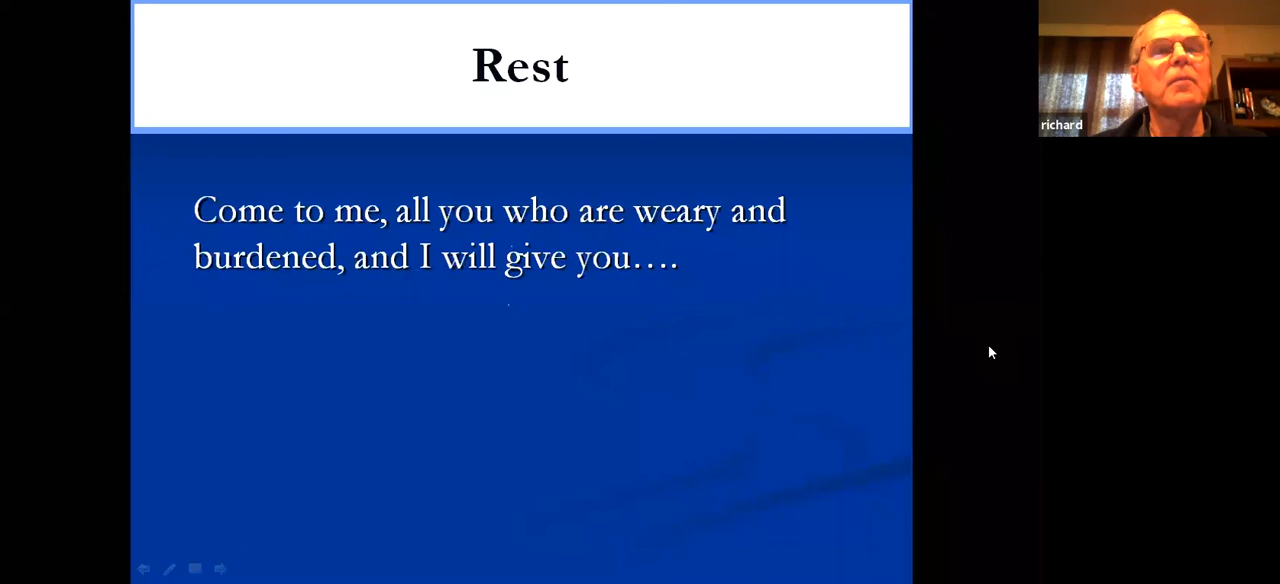 Rest
Come to me, all you who are weary and
burdened, and I will give you….
richard